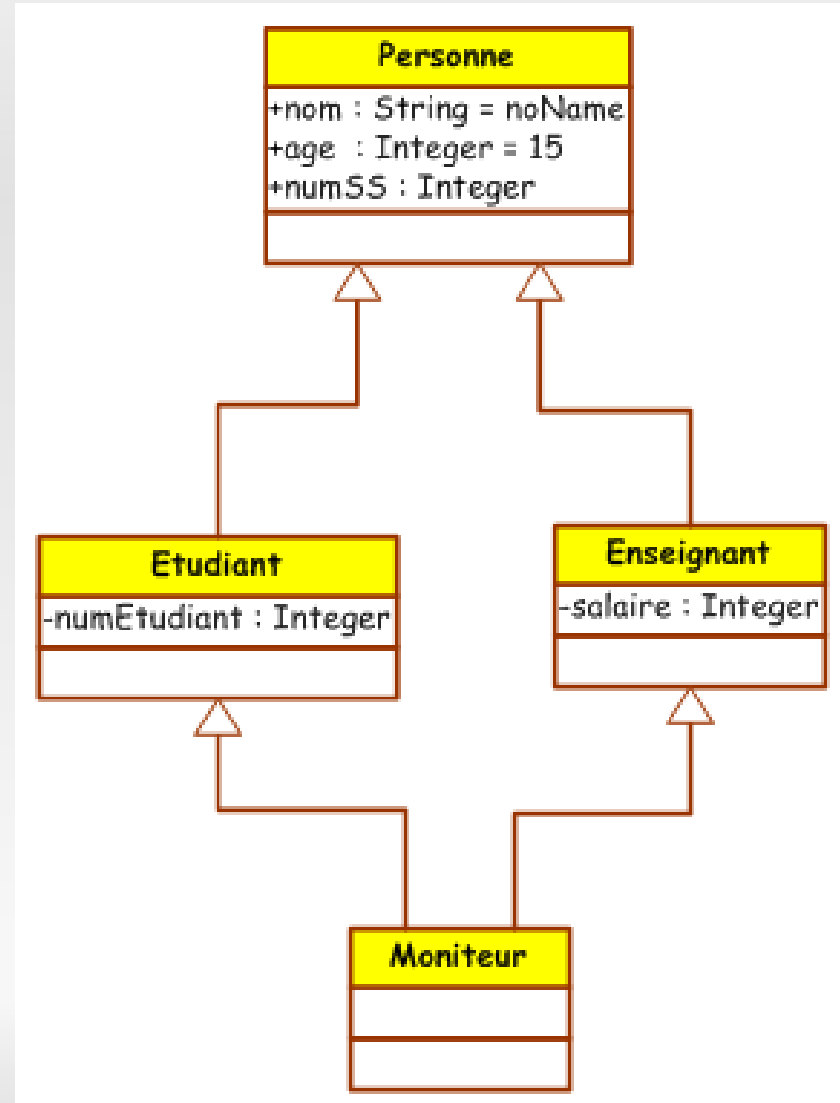 Personne
+nom : String = noName
+age : Integer = 15
+numSS : Integer
Etudiant
-numEtudiant : Integer
Enseignant
-salaire : Integer
Moniteur